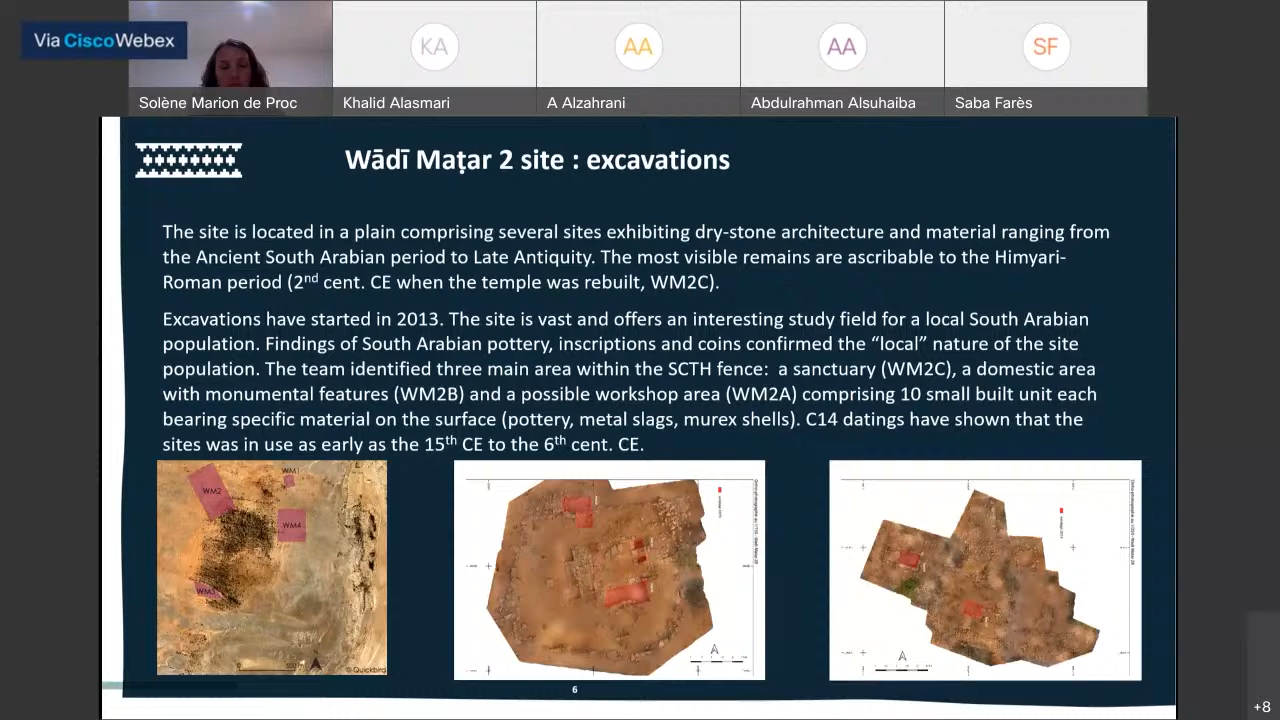 Via Cisco Webex
KA
AA
AA
SF
Solène Marion de Proc
Khalid Alasmari
A Alzahrani
Abdulrahman Alsuhaiba
Saba Farès
Wādī Maṭar 2 site : excavations
The site is located in a plain comprising several sites exhibiting dry-stone architecture and material ranging from
the Ancient South Arabian period to Late Antiquity. The most visible remains are ascribable to the Himyari-
Roman period (2nd cent. CE when the temple was rebuilt, WM2C).
Excavations have started in 2013. The site is vast and offers an interesting study field for a local South Arabian
population. Findings of South Arabian pottery, inscriptions and coins confirmed the “local” nature of the site
population. The team identified three main area within the SCTH fence: a sanctuary (WM2C), a domestic area
with monumental features (WM2B) and a possible workshop area (WM2A) comprising 10 small built unit each
bearing specific material on the surface (pottery, metal slags, murex shells). C14 datings have shown that the
sites was in use as early as the 15th CE to the 6th cent. CE.
WM1
WM2
WM4
WM3
© Quickbird
6
+8